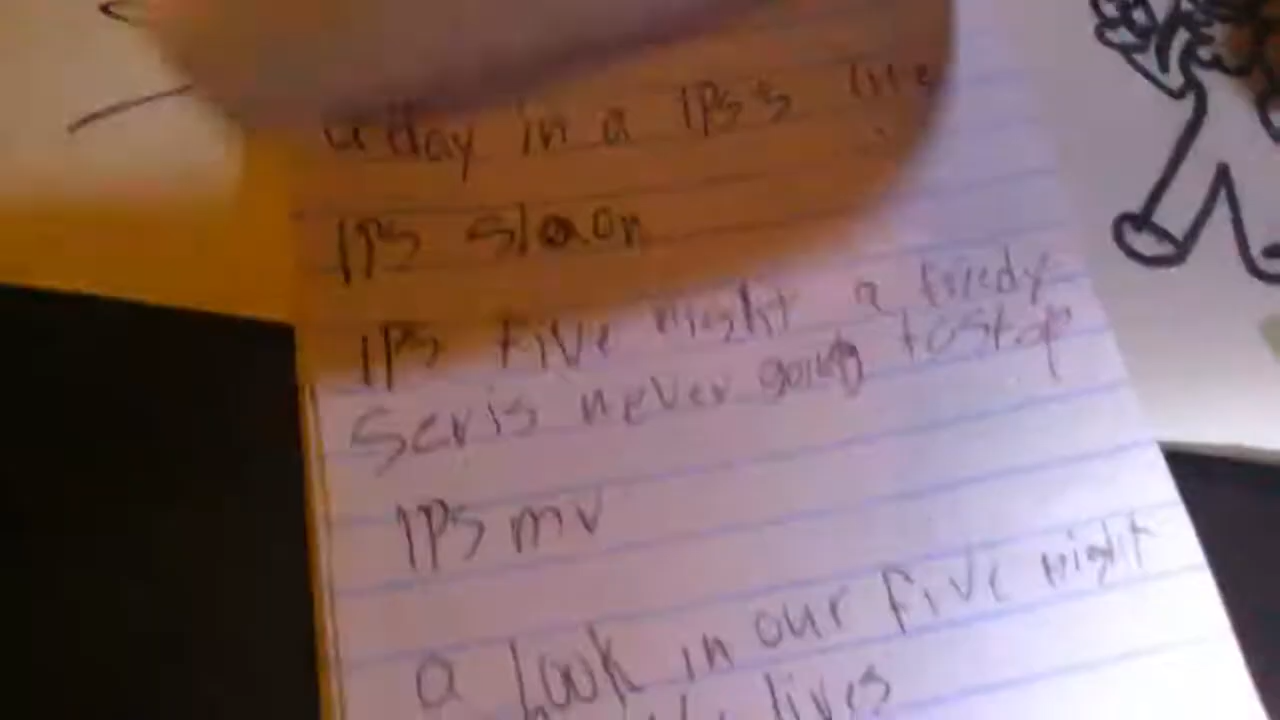 a day in a IPS's life
IPS slaon
IPS Five night a fredy
Seris never going to stop
IPS mv
a look in our five night
lives